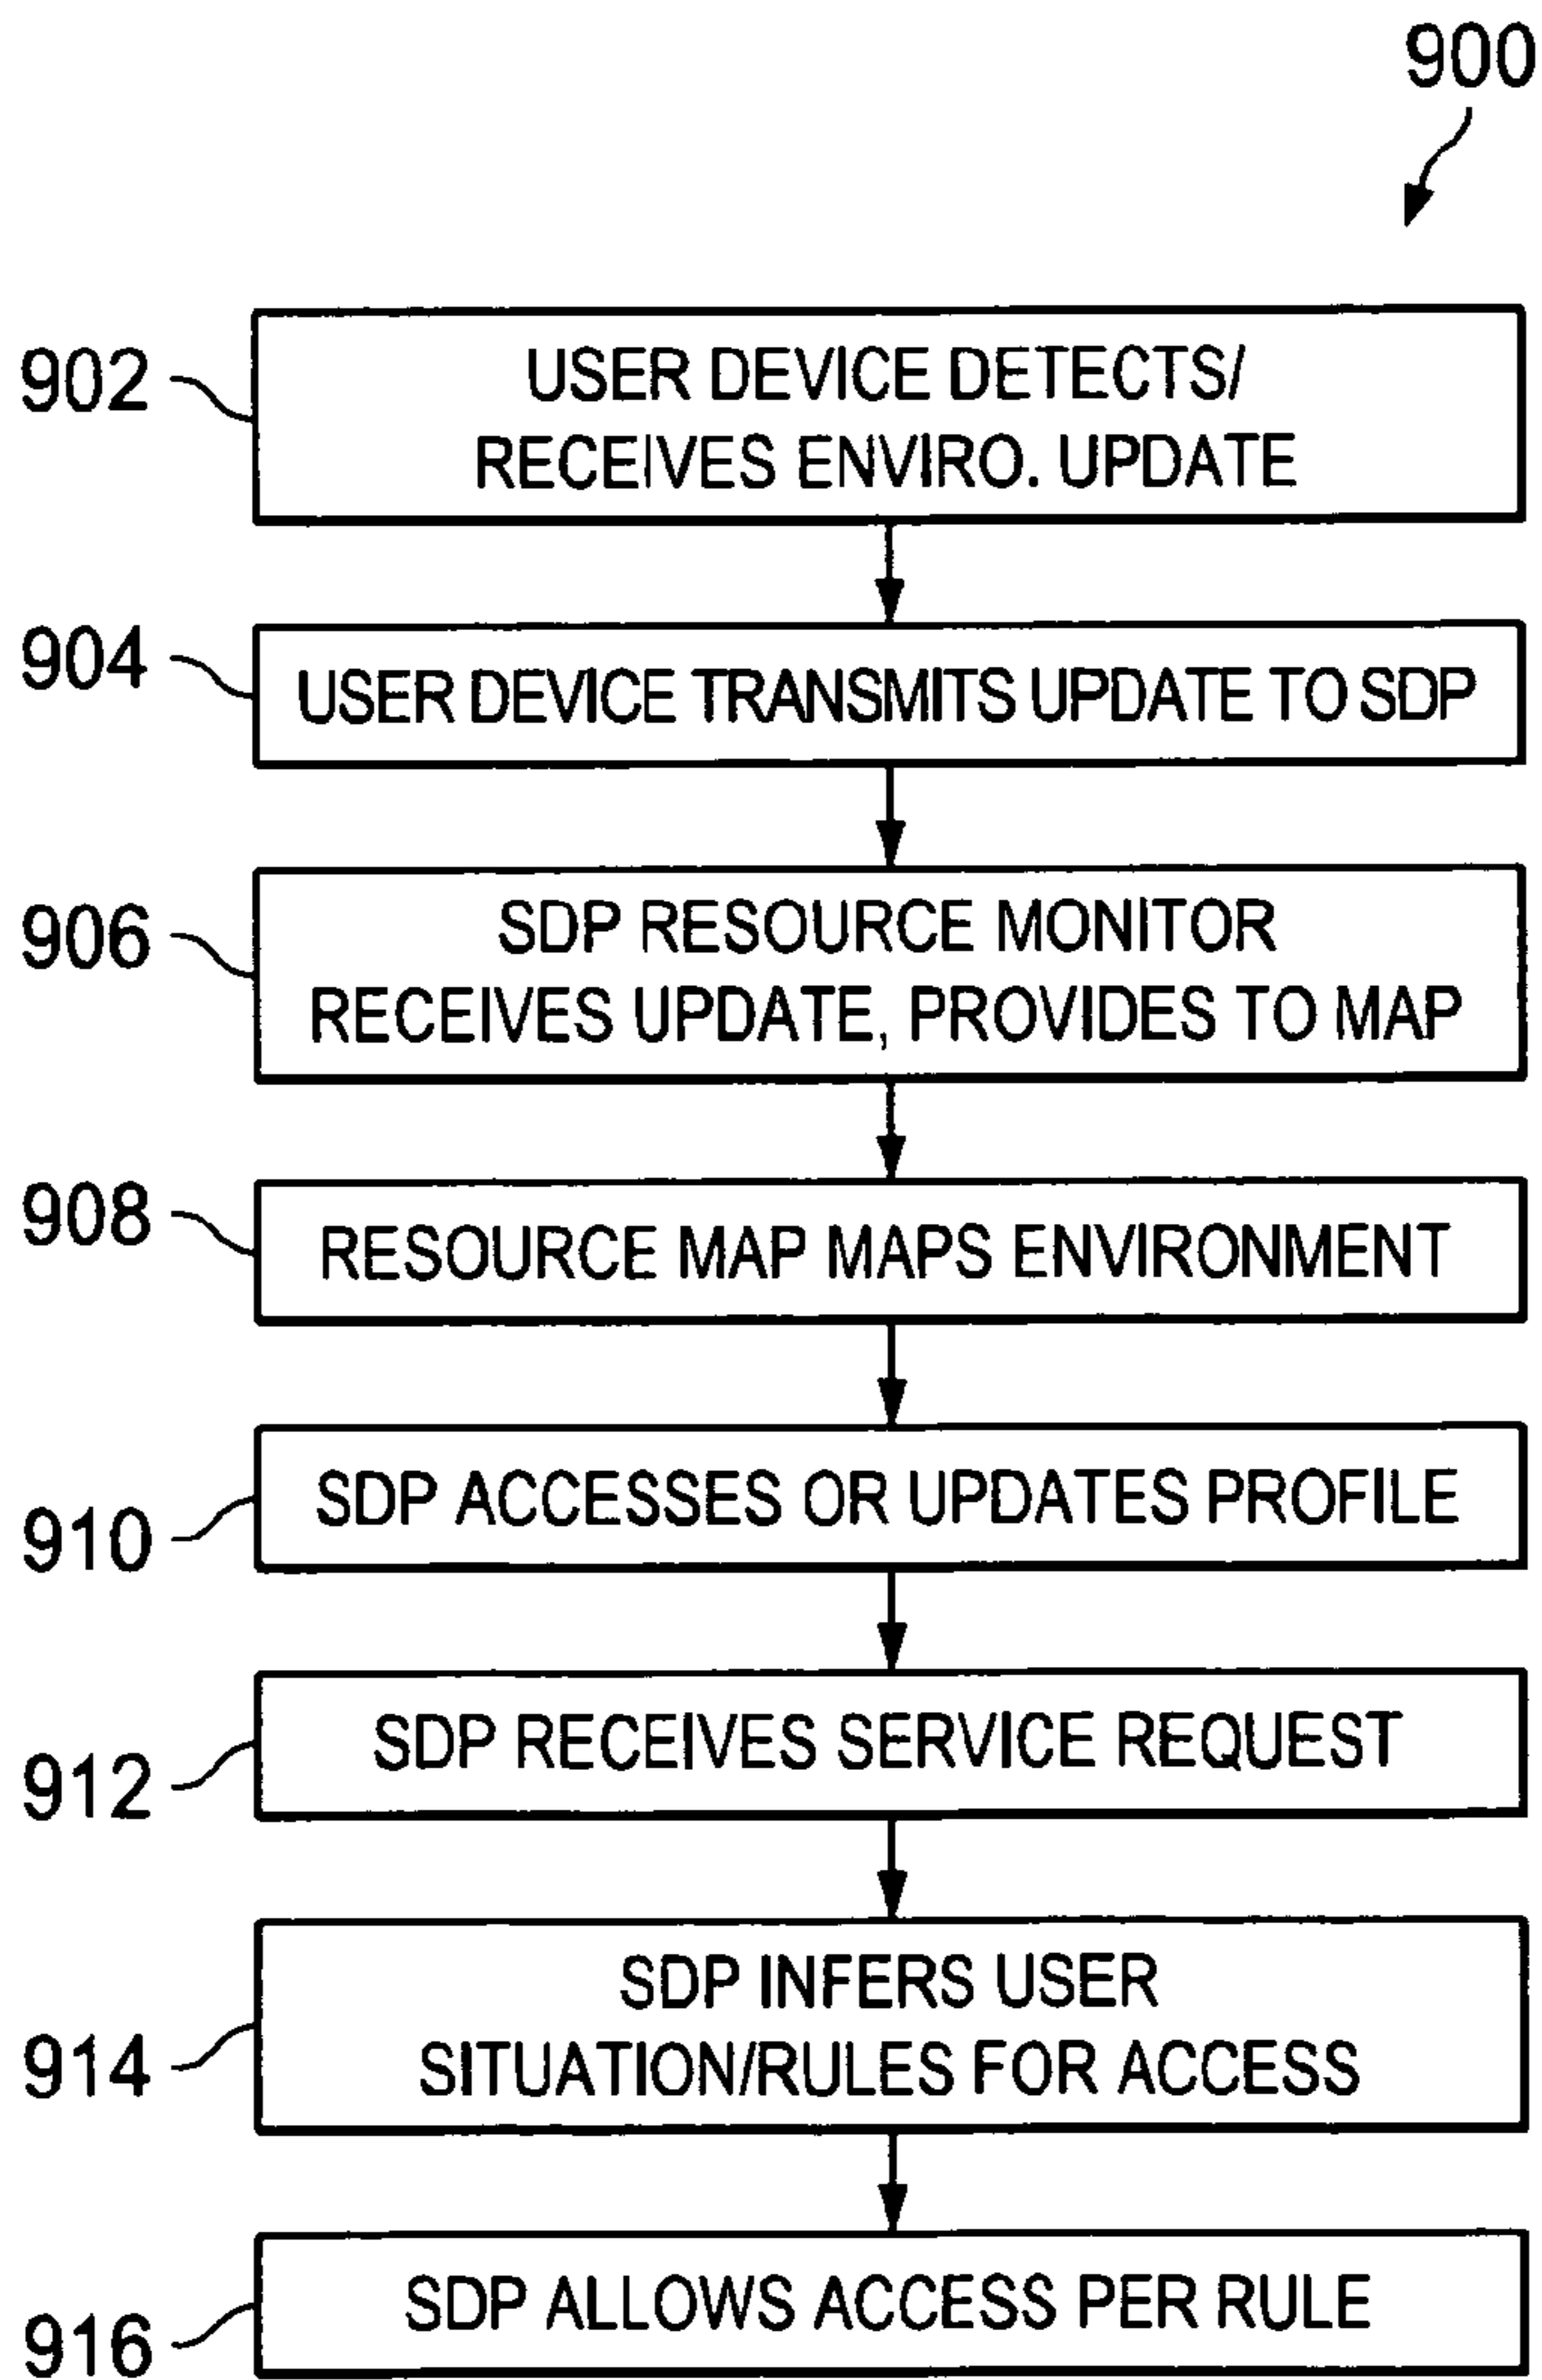 900
902
USER DEVICE DETECTS/
RECEIVES ENVIRO. UPDATE
904
USER DEVICE TRANSMITS UPDATE TO SDP
906
SDP RESOURCE MONITOR
RECEIVES UPDATE, PROVIDES TO MAP
908
RESOURCE MAP MAPS ENVIRONMENT
910
SDP ACCESSES OR UPDATES PROFILE
912
SDP RECEIVES SERVICE REQUEST
914
SDP INFERS USER
SITUATION/RULES FOR ACCESS
916
SDP ALLOWS ACCESS PER RULE